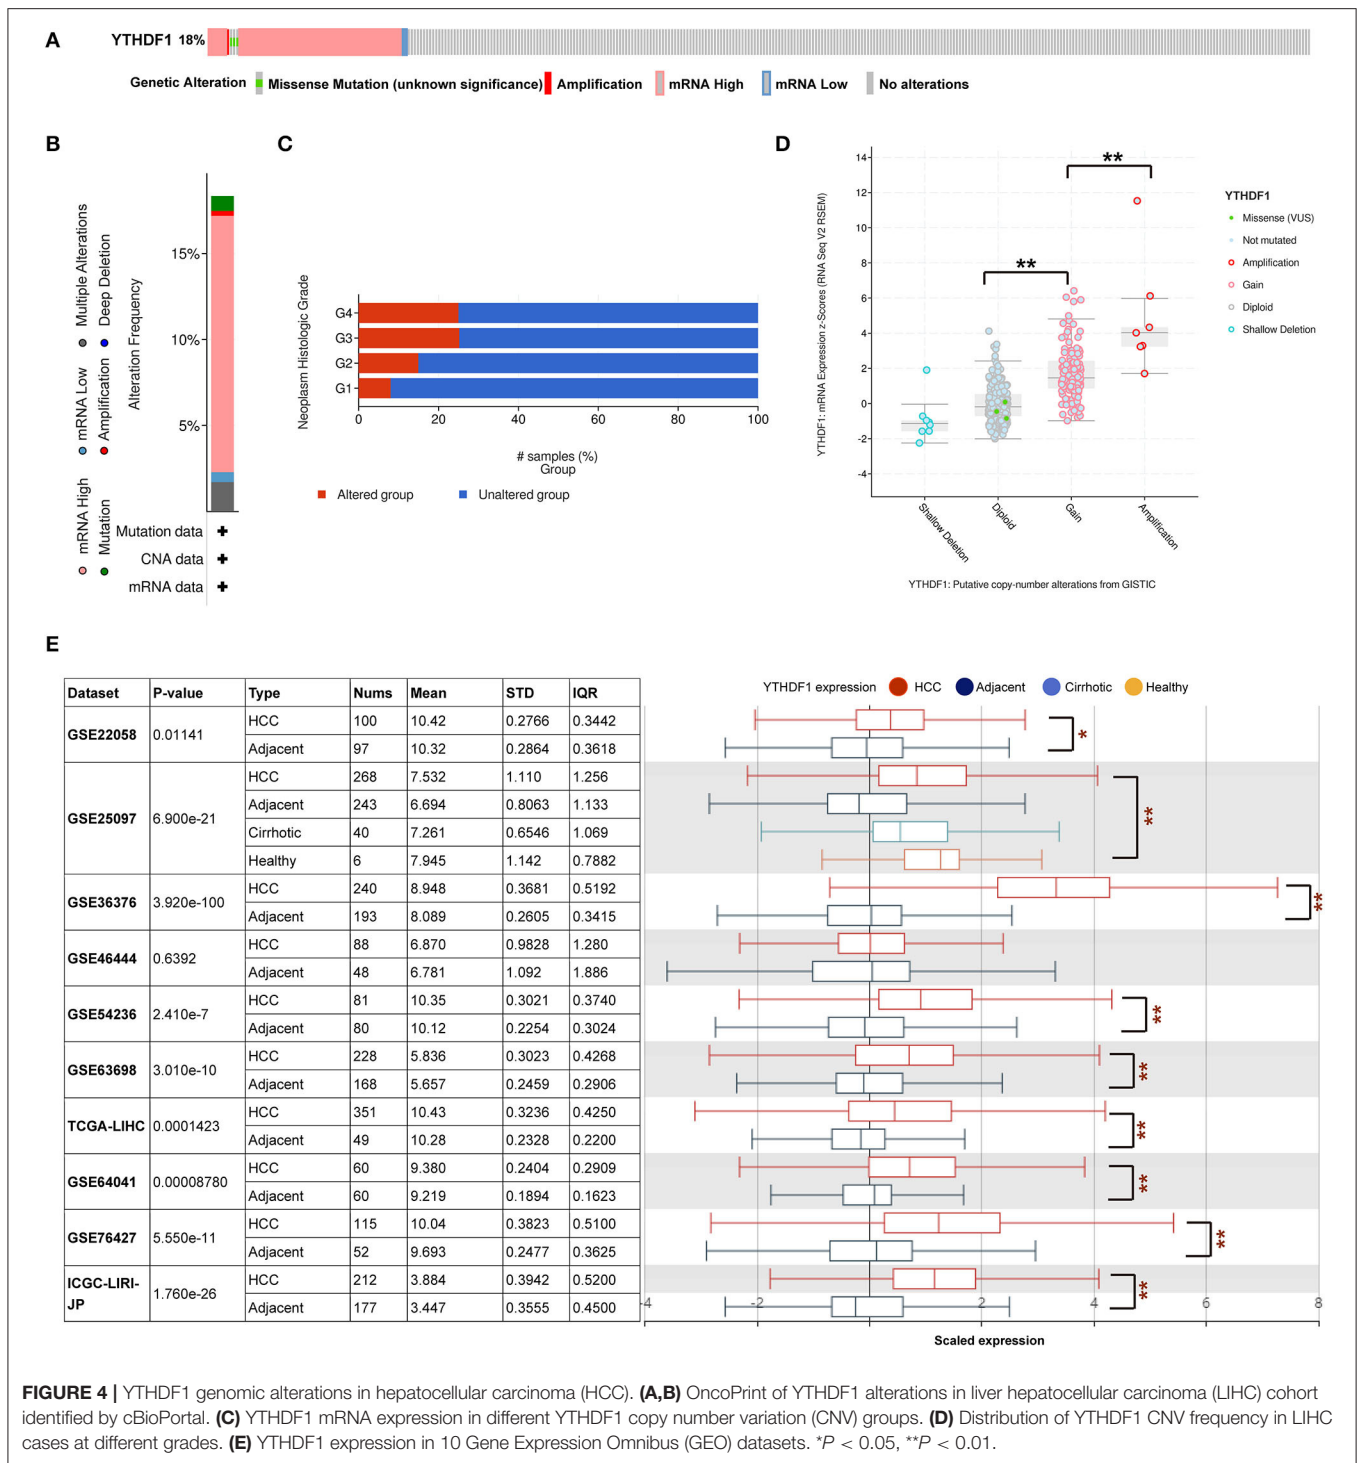 A
YTHDF1 18%
Genetic Alteration Missense Mutation (unknown significance) Amplification mRNA High mRNA Low No alterations
B
mRNA High mRNA Low Multiple Alterations
Mutation Amplification Deep Deletion
Alteration Frequency
15%
10%
5%
Mutation data +
CNA data +
mRNA data +
C
Neoplasm Histologic Grade
G4
G3
G2
G1
0 20 40 60 80 100
# samples (%)
Group
Altered group Unaltered group
D
YTHDF1: mRNA Expression z-Scores (RNA Seq V2 RSEM)
14
12
10
8
6
4
2
0
-2
-4
**
**
Shallow Deletion
Diploid
Gain
Amplification
YTHDF1: Putative copy-number alterations from GISTIC
YTHDF1
Missense (VUS)
Not mutated
Amplification
Gain
Diploid
Shallow Deletion
E
Dataset P-value Type Nums Mean STD IQR
GSE22058 0.01141 HCC 100 10.42 0.2766 0.3442
Adjacent 97 10.32 0.2864 0.3618
GSE25097 6.900e-21 HCC 268 7.532 1.110 1.256
Adjacent 243 6.694 0.8063 1.133
Cirrhotic 40 7.261 0.6546 1.069
Healthy 6 7.945 1.142 0.7882
GSE36376 3.920e-100 HCC 240 8.948 0.3681 0.5192
Adjacent 193 8.089 0.2605 0.3415
GSE46444 0.6392 HCC 88 6.870 0.9828 1.280
Adjacent 48 6.781 1.092 1.886
GSE54236 2.410e-7 HCC 81 10.35 0.3021 0.3740
Adjacent 80 10.12 0.2254 0.3024
GSE63698 3.010e-10 HCC 228 5.836 0.3023 0.4268
Adjacent 168 5.657 0.2459 0.2906
TCGA-LIHC 0.0001423 HCC 351 10.43 0.3236 0.4250
Adjacent 49 10.28 0.2328 0.2200
GSE64041 0.00008780 HCC 60 9.380 0.2404 0.2909
Adjacent 60 9.219 0.1894 0.1623
GSE76427 5.550e-11 HCC 115 10.04 0.3823 0.5100
Adjacent 52 9.693 0.2477 0.3625
ICGC-LIRI-JP 1.760e-26 HCC 212 3.884 0.3942 0.5200
Adjacent 177 3.447 0.3555 0.4500
YTHDF1 expression HCC Adjacent Cirrhotic Healthy
*
**
**
**
**
**
**
**
**
-4 -2 0 2 4 6 8
Scaled expression
FIGURE 4 | YTHDF1 genomic alterations in hepatocellular carcinoma (HCC). (A,B) OncoPrint of YTHDF1 alterations in liver hepatocellular carcinoma (LIHC) cohort
identified by cBioPortal. (C) YTHDF1 mRNA expression in different YTHDF1 copy number variation (CNV) groups. (D) Distribution of YTHDF1 CNV frequency in LIHC
cases at different grades. (E) YTHDF1 expression in 10 Gene Expression Omnibus (GEO) datasets. *P < 0.05, **P < 0.01.